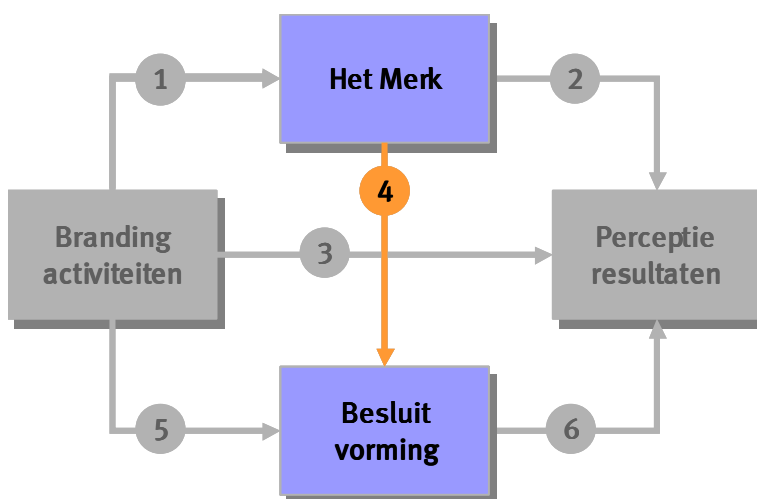 1
Het Merk
2
4
Branding
activiteiten
3
Perceptie
resultaten
5
Besluit
vorming
6